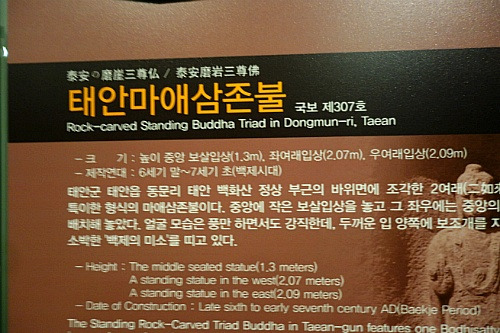 泰安の磨崖三尊仏 / 泰安磨岩三尊佛
태안마애삼존불 국보 제307호
Rock-carved Standing Buddha Triad in Dongmun-ri, Taean
- 크 기 : 높이 중앙 보살입상(1.3m), 좌여래입상(2.07m), 우여래입상(2.09m)
- 제작연대 : 6세기 말~7세기 초(백제시대)
태안군 태안읍 동문리 태안 백화산 정상 부근의 바위면에 조각한 2여래(二如
특이한 형식의 마애삼존불이다. 중앙에 작은 보살입상을 놓고 그 좌우에는 중앙의
배치해 놓았다. 얼굴 모습은 풍만 하면서도 강직한데, 두꺼운 입 양쪽에 보조개를 지
소박한 '백제의 미소'를 띠고 있다.
- Height : The middle seated statue(1.3 meters)
A standing statue in the west(2.07 meters)
A standing statue in the east(2.09 meters)
- Date of Construction : Late sixth to early seventh century AD(Baekje Period)
The Standing Rock-Carved Triad Buddha in Taean-gun features one Bodhisattv